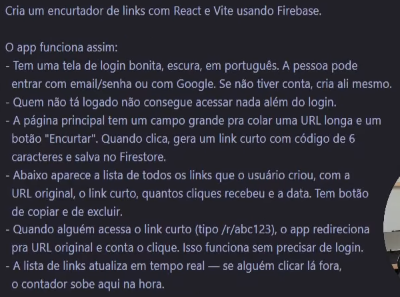 Cria um encurtador de links com React e Vite usando Firebase.
O app funciona assim:
- Tem uma tela de login bonita, escura, em português. A pessoa pode
entrar com email/senha ou com Google. Se não tiver conta, cria ali mesmo.
- Quem não tá logado não consegue acessar nada além do login.
- A página principal tem um campo grande pra colar uma URL longa e um
botão "Encurtar". Quando clica, gera um link curto com código de 6
caracteres e salva no Firestore.
- Abaixo aparece a lista de todos os links que o usuário criou, com a
URL original, o link curto, quantos cliques recebeu e a data. Tem botão
de copiar e de excluir.
- Quando alguém acessa o link curto (tipo /r/abc123), o app redireciona
pra URL original e conta o clique. Isso funciona sem precisar de login.
- A lista de links atualiza em tempo real — se alguém clicar lá fora,
o contador sobe aqui na hora.